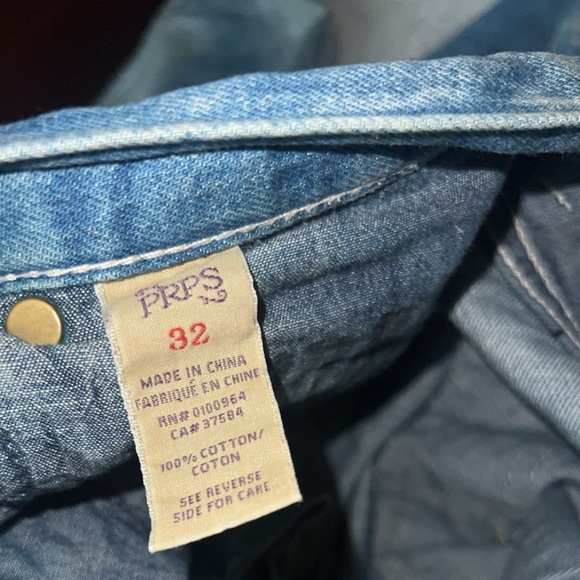 PRPS
32
MADE IN CHINA
FABRIQUÉ EN CHINE
RN# 0100964
CA# 37584
100% COTTON/
COTON
SEE REVERSE
SIDE FOR CARE